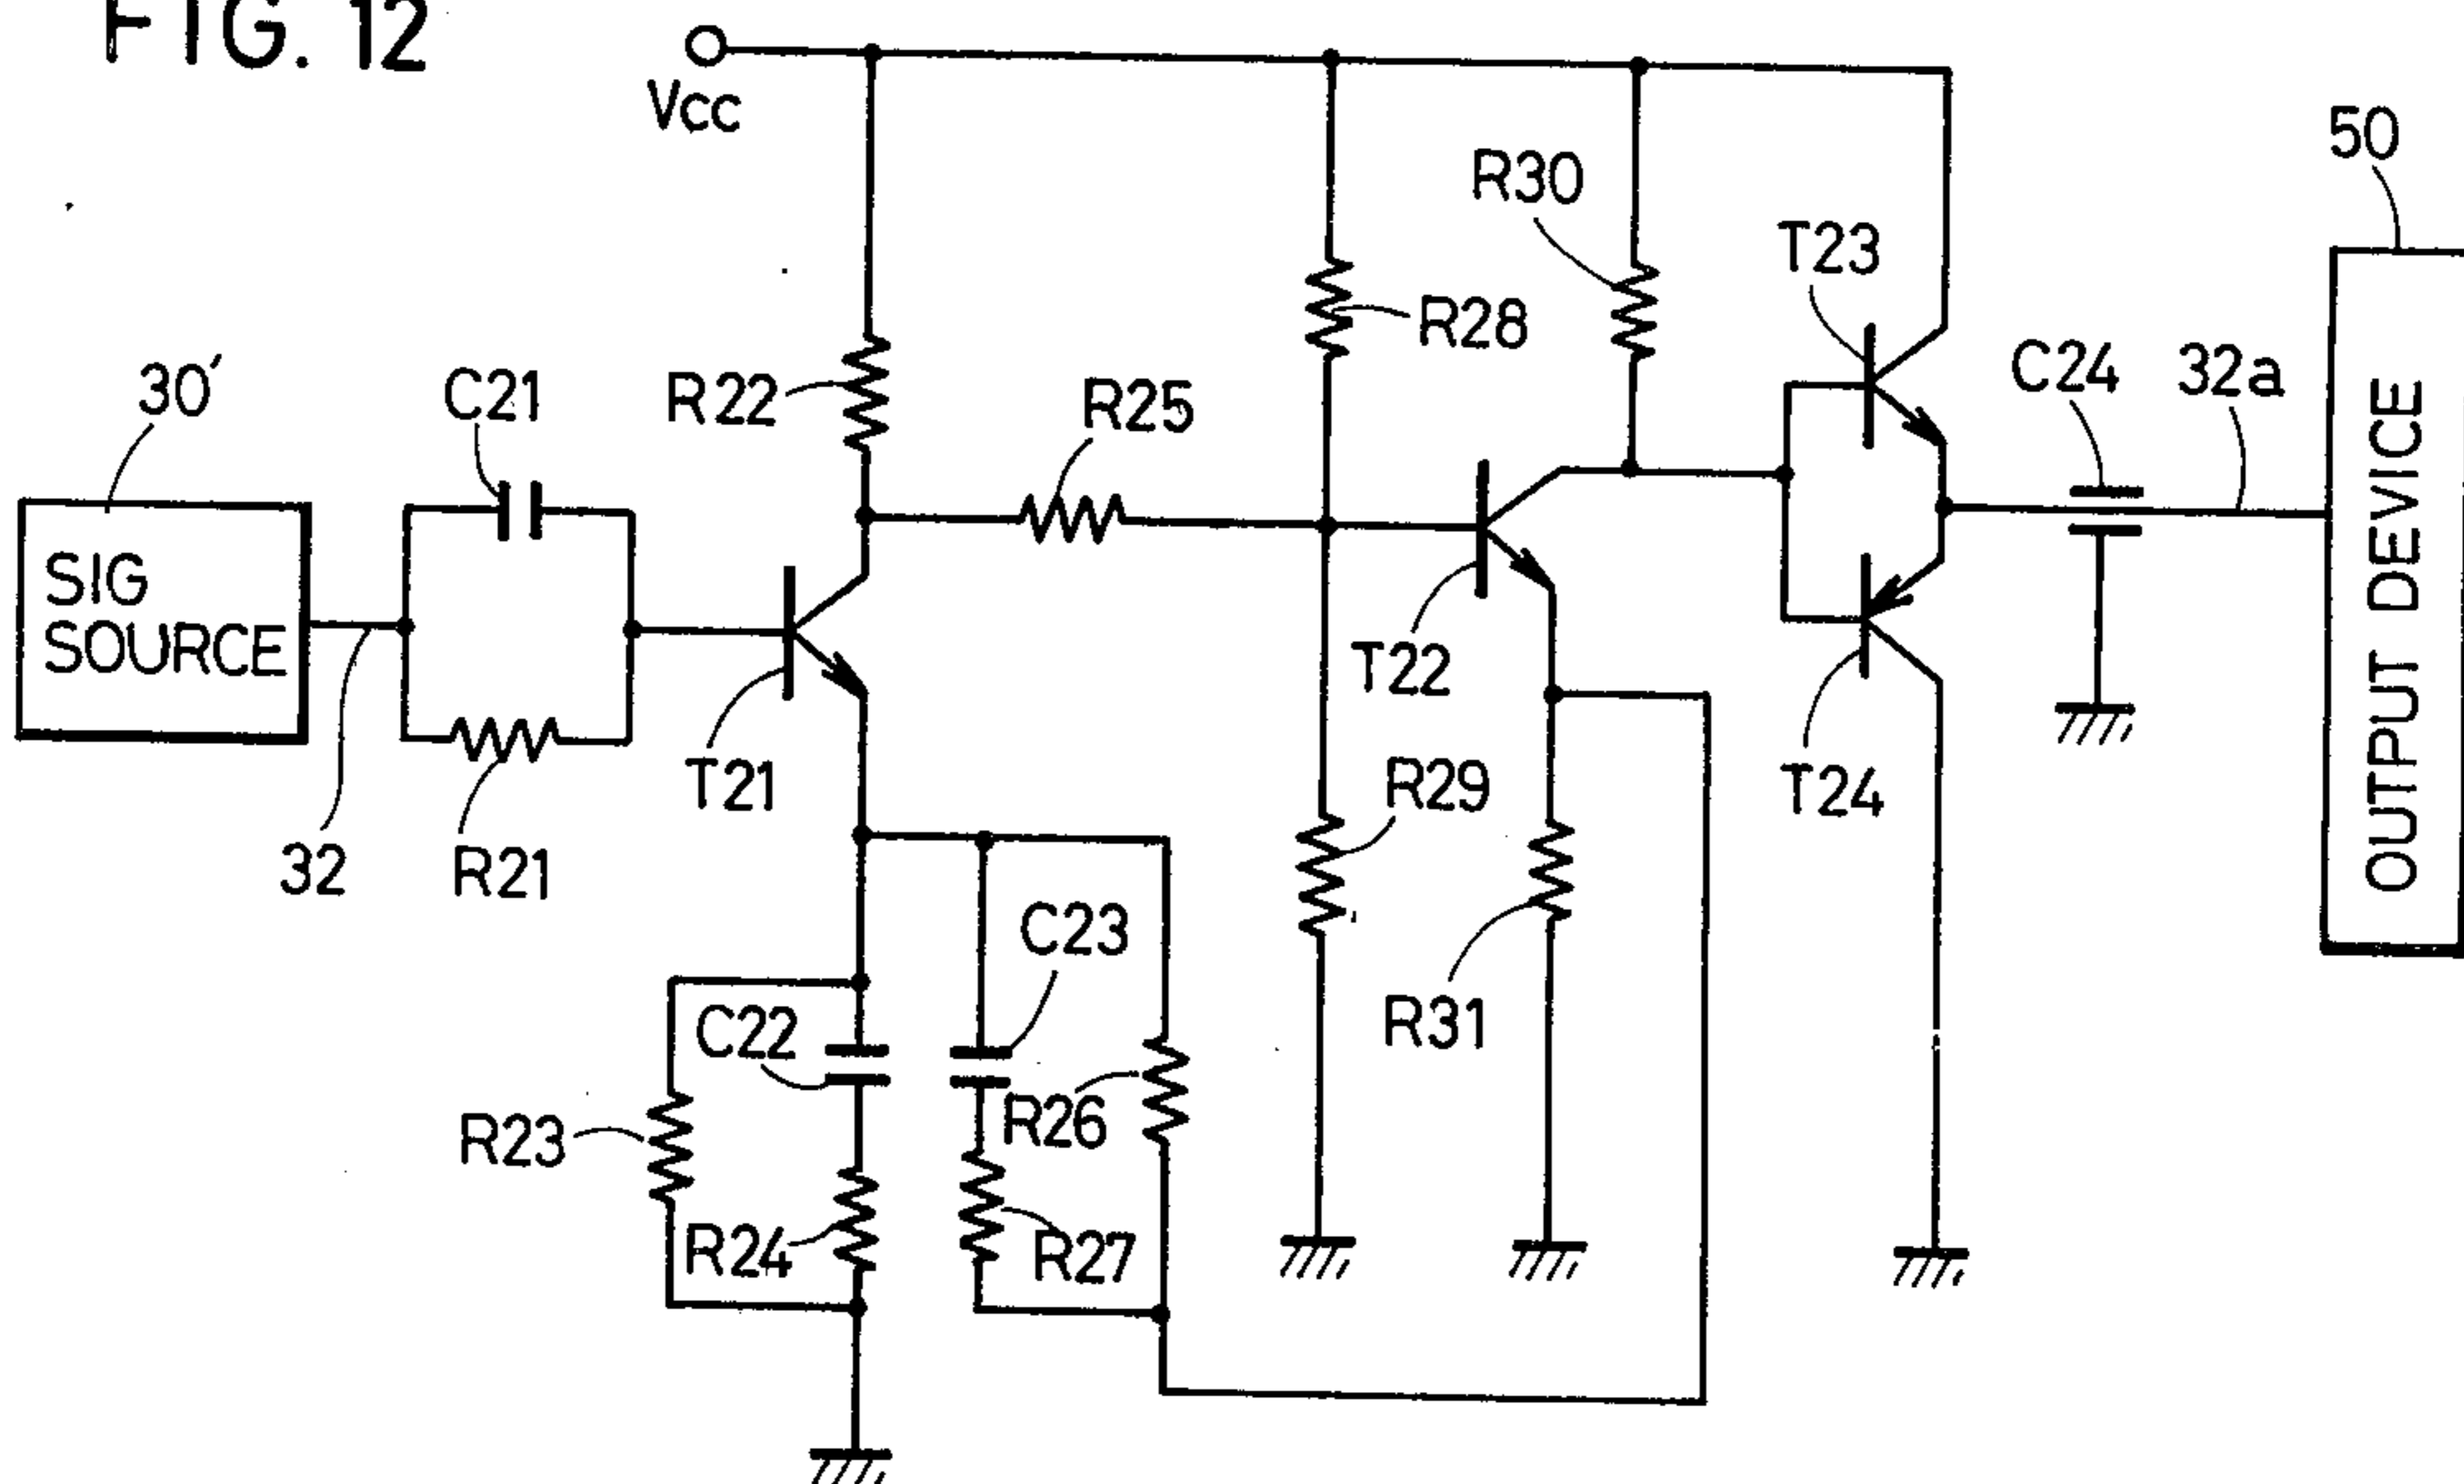 FIG. 12
Vcc
50
R30
T23
R28
C24
32a
30'
C21
R22
R25
SIG
SOURCE
OUTPUT DEVICE
T22
T21
R29
T24
32
R21
C23
R31
C22
R26
R23
R24
R27